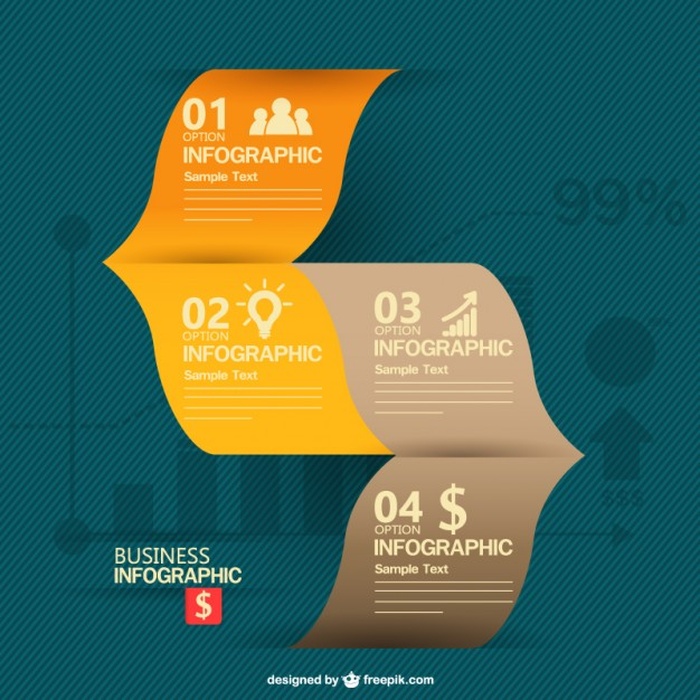 01
OPTION
INFOGRAPHIC
Sample Text
99%
02
OPTION
INFOGRAPHIC
Sample Text
03
OPTION
INFOGRAPHIC
Sample Text
$$$
04
$
OPTION
INFOGRAPHIC
Sample Text
BUSINESS
INFOGRAPHIC
$
designed by freepik.com